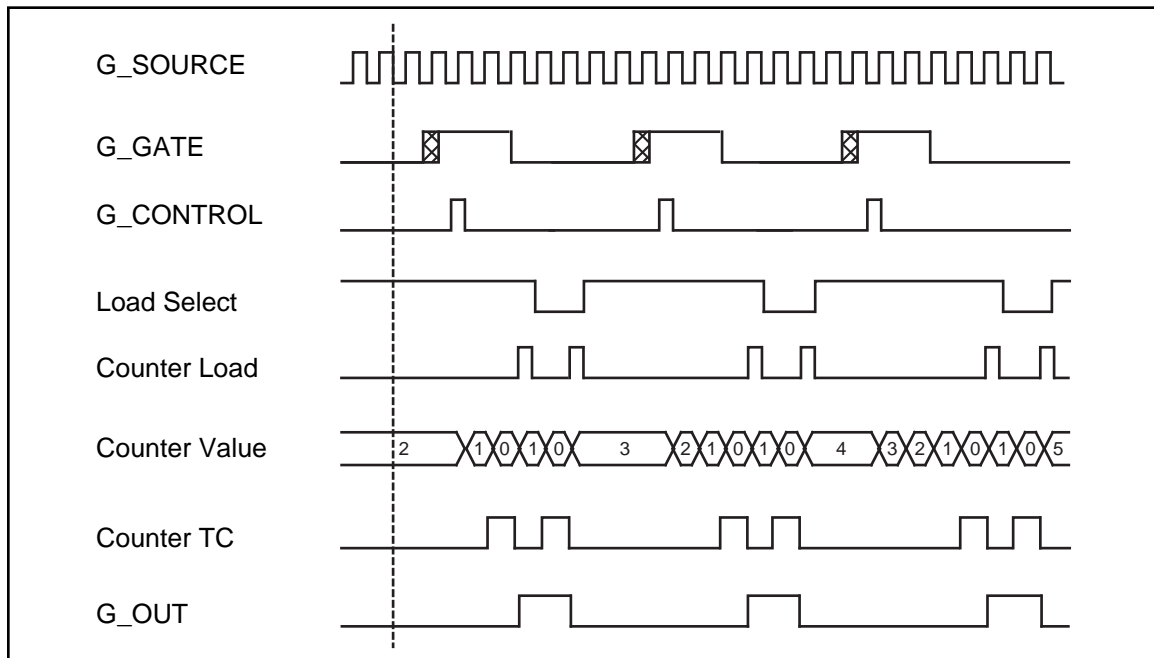 G_SOURCE
G_GATE
G_CONTROL
Load Select
Counter Load
Counter Value 2 1 0 1 0 3 2 1 0 1 0 4 3 2 1 0 1 0 5
Counter TC
G_OUT